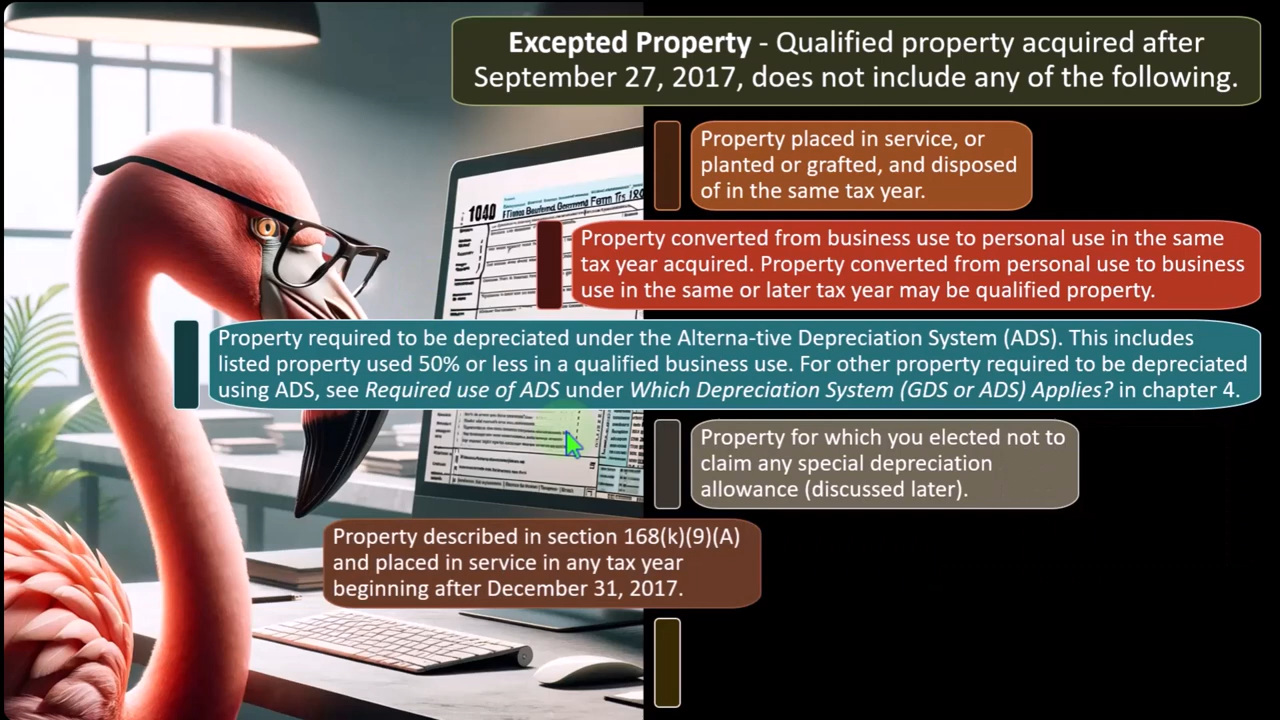 Excepted Property - Qualified property acquired after
September 27, 2017, does not include any of the following.
Property placed in service, or
planted or grafted, and disposed
of in the same tax year.
1040
Property converted from business use to personal use in the same
tax year acquired. Property converted from personal use to business
use in the same or later tax year may be qualified property.
Property required to be depreciated under the Alterna-tive Depreciation System (ADS). This includes
listed property used 50% or less in a qualified business use. For other property required to be depreciated
using ADS, see Required use of ADS under Which Depreciation System (GDS or ADS) Applies? in chapter 4.
Property for which you elected not to
claim any special depreciation
allowance (discussed later).
Property described in section 168(k)(9)(A)
and placed in service in any tax year
beginning after December 31, 2017.